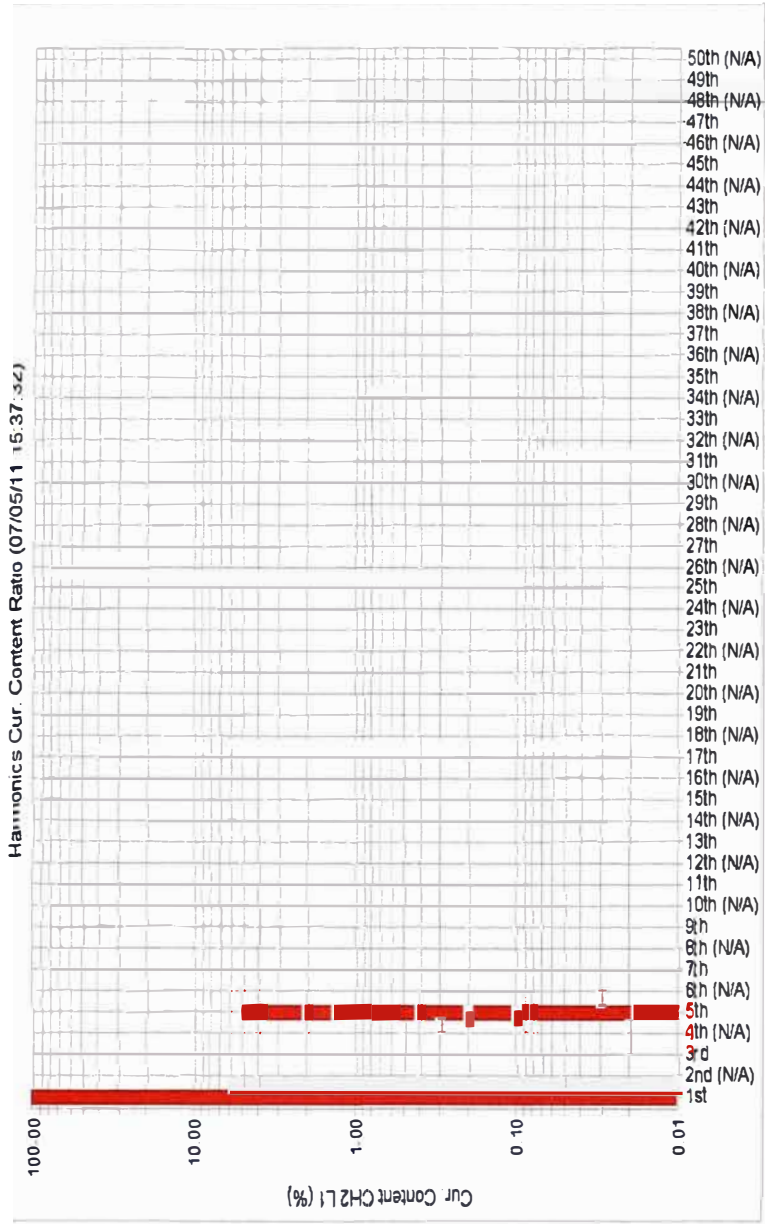 Harmonics Cur. Content Ratio (07/05/11 15:37:32)
Cur. Content CH2 L1 (%)
100.00
10.00
1.00
0.10
0.01
50th (N/A)
49th
48th (N/A)
47th
46th (N/A)
45th
44th (N/A)
43th
42th (N/A)
41th
40th (N/A)
39th
38th (N/A)
37th
36th (N/A)
35th
34th (N/A)
33th
32th (N/A)
31th
30th (N/A)
29th
28th (N/A)
27th
26th (N/A)
25th
24th (N/A)
23th
22th (N/A)
21th
20th (N/A)
19th
18th (N/A)
17th
16th (N/A)
15th
14th (N/A)
13th
12th (N/A)
11th
10th (N/A)
9th
8th (N/A)
7th
6th (N/A)
5th
4th (N/A)
3rd
2nd (N/A)
1st